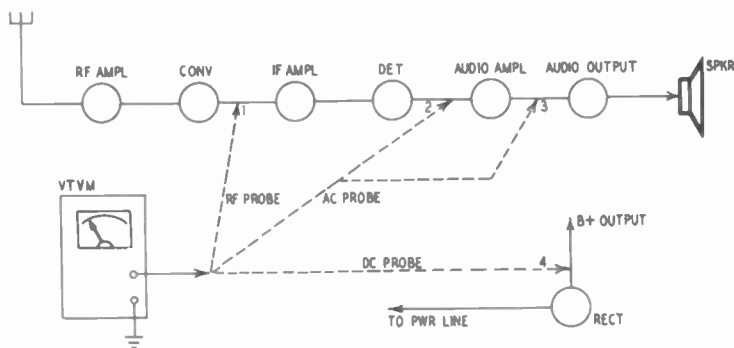 RF AMPL
CONV
IF AMPL
DET
AUDIO AMPL
AUDIO OUTPUT
SPKR
1
2
3
VTVM
RF PROBE
AC PROBE
B+ OUTPUT
DC PROBE
4
TO PWR LINE
RECT